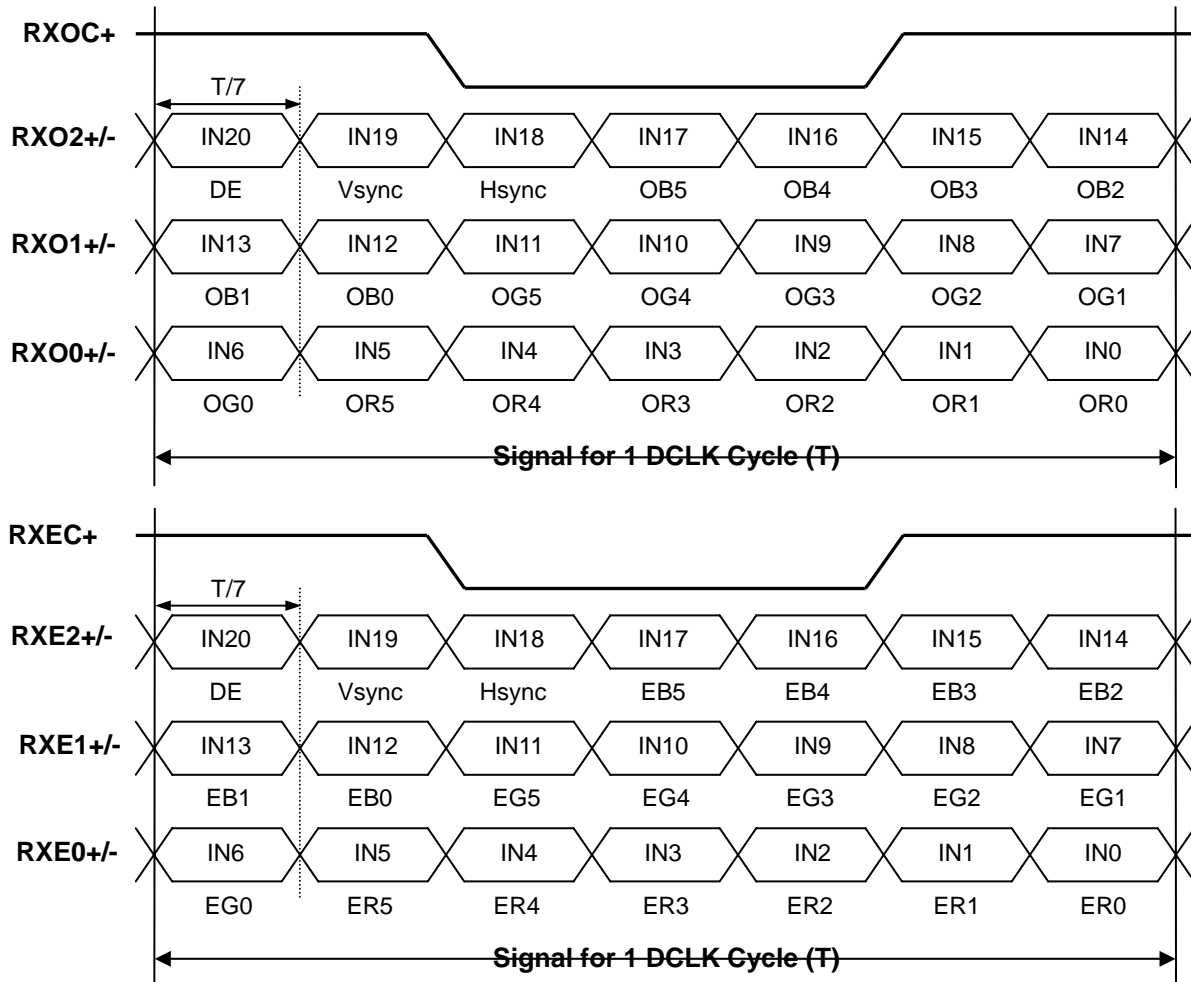 RXOC+
T/7
RXO2+/- IN20 IN19 IN18 IN17 IN16 IN15 IN14
DE Vsync Hsync OB5 OB4 OB3 OB2
RXO1+/- IN13 IN12 IN11 IN10 IN9 IN8 IN7
OB1 OB0 OG5 OG4 OG3 OG2 OG1
RXO0+/- IN6 IN5 IN4 IN3 IN2 IN1 IN0
OG0 OR5 OR4 OR3 OR2 OR1 OR0
Signal for 1 DCLK Cycle (T)
RXEC+
T/7
RXE2+/- IN20 IN19 IN18 IN17 IN16 IN15 IN14
DE Vsync Hsync EB5 EB4 EB3 EB2
RXE1+/- IN13 IN12 IN11 IN10 IN9 IN8 IN7
EB1 EB0 EG5 EG4 EG3 EG2 EG1
RXE0+/- IN6 IN5 IN4 IN3 IN2 IN1 IN0
EG0 ER5 ER4 ER3 ER2 ER1 ER0
Signal for 1 DCLK Cycle (T)